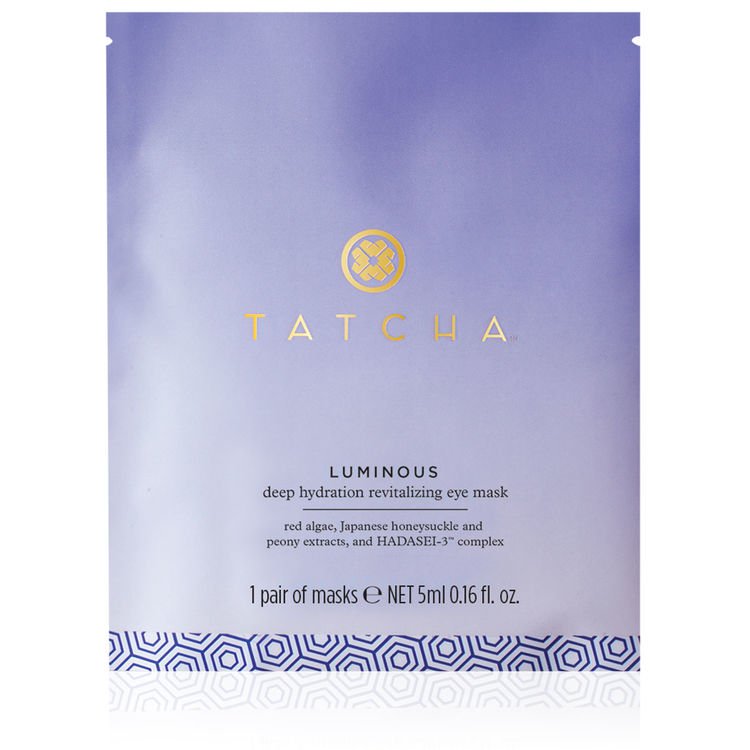 TATCHA™
LUMINOUS
deep hydration revitalizing eye mask
red algae, Japanese honeysuckle and
peony extracts, and HADASEI-3™ complex
1 pair of masks ℮ NET 5ml 0.16 fl. oz.